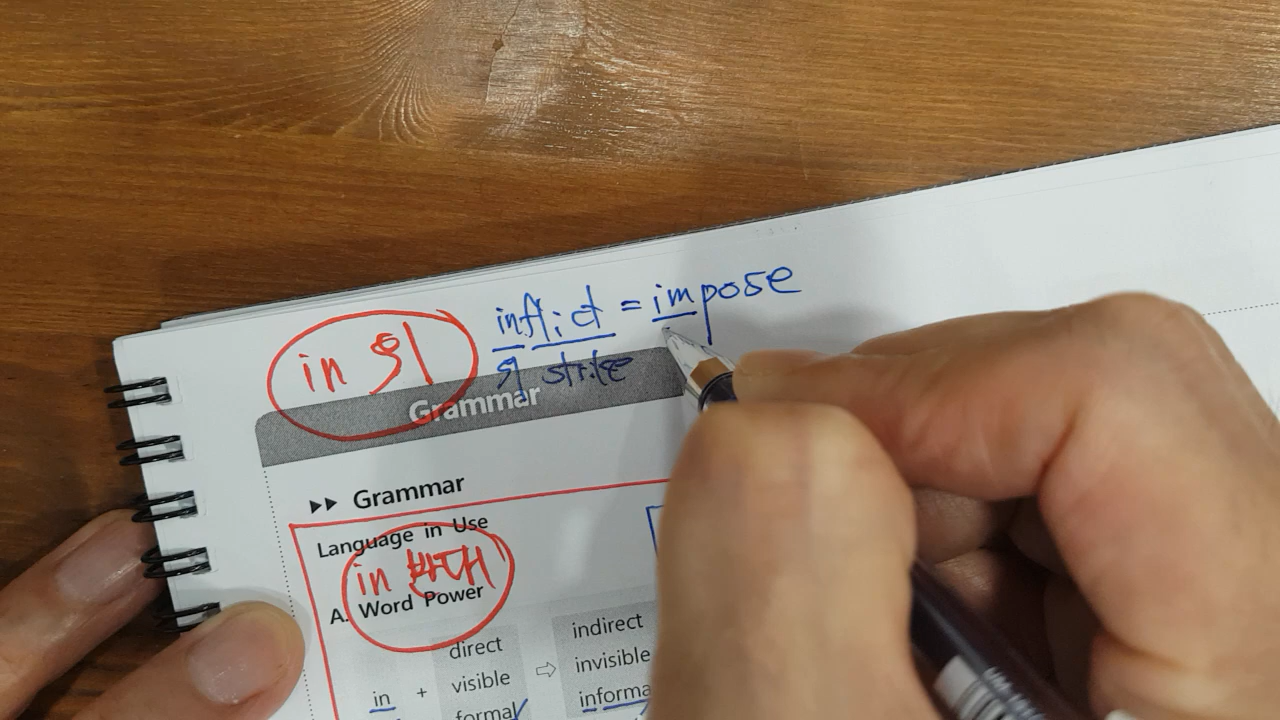 in 위 inflict = impose
위 strike
Grammar
▸▸ Grammar
Language in Use
in 반대
A. Word Power
direct indirect
in + visible ⇨ invisible
formal informa